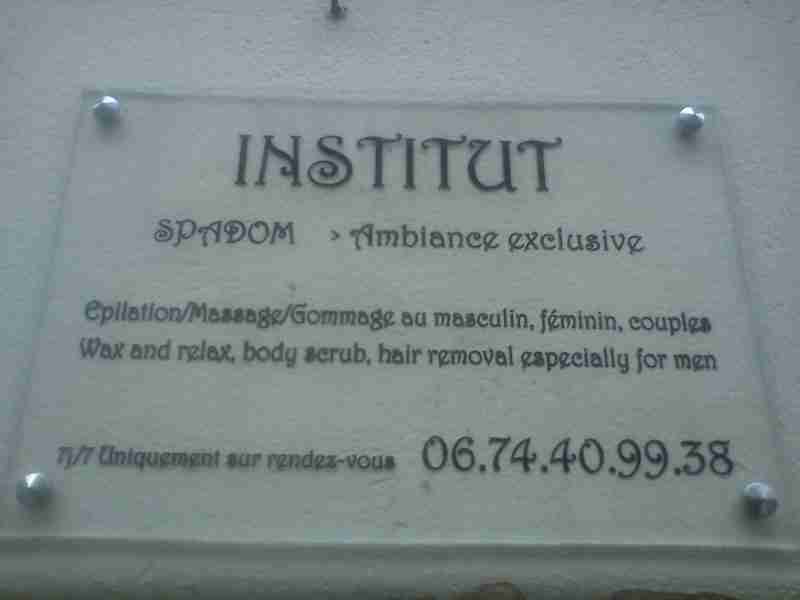 INSTITUT
SPADOM > Ambiance exclusive
Epilation/Massage/Gommage au masculin, féminin, couples
Wax and relax, body scrub, hair removal especially for men
7j/7 Uniquement sur rendez-vous 06.74.40.99.38